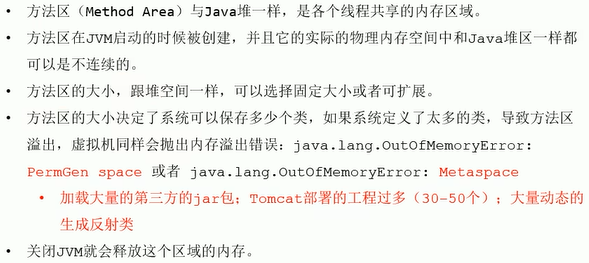 • 方法区（Method Area）与Java堆一样，是各个线程共享的内存区域。
• 方法区在JVM启动的时候被创建，并且它的实际的物理内存空间中和Java堆区一样都
可以是不连续的。
• 方法区的大小，跟堆空间一样，可以选择固定大小或者可扩展。
• 方法区的大小决定了系统可以保存多少个类，如果系统定义了太多的类，导致方法区
溢出，虚拟机同样会抛出内存溢出错误：java.lang.OutOfMemoryError:
PermGen space 或者 java.lang.OutOfMemoryError: Metaspace
• 加载大量的第三方的jar包；Tomcat部署的工程过多（30-50个）；大量动态的
生成反射类
• 关闭JVM就会释放这个区域的内存。